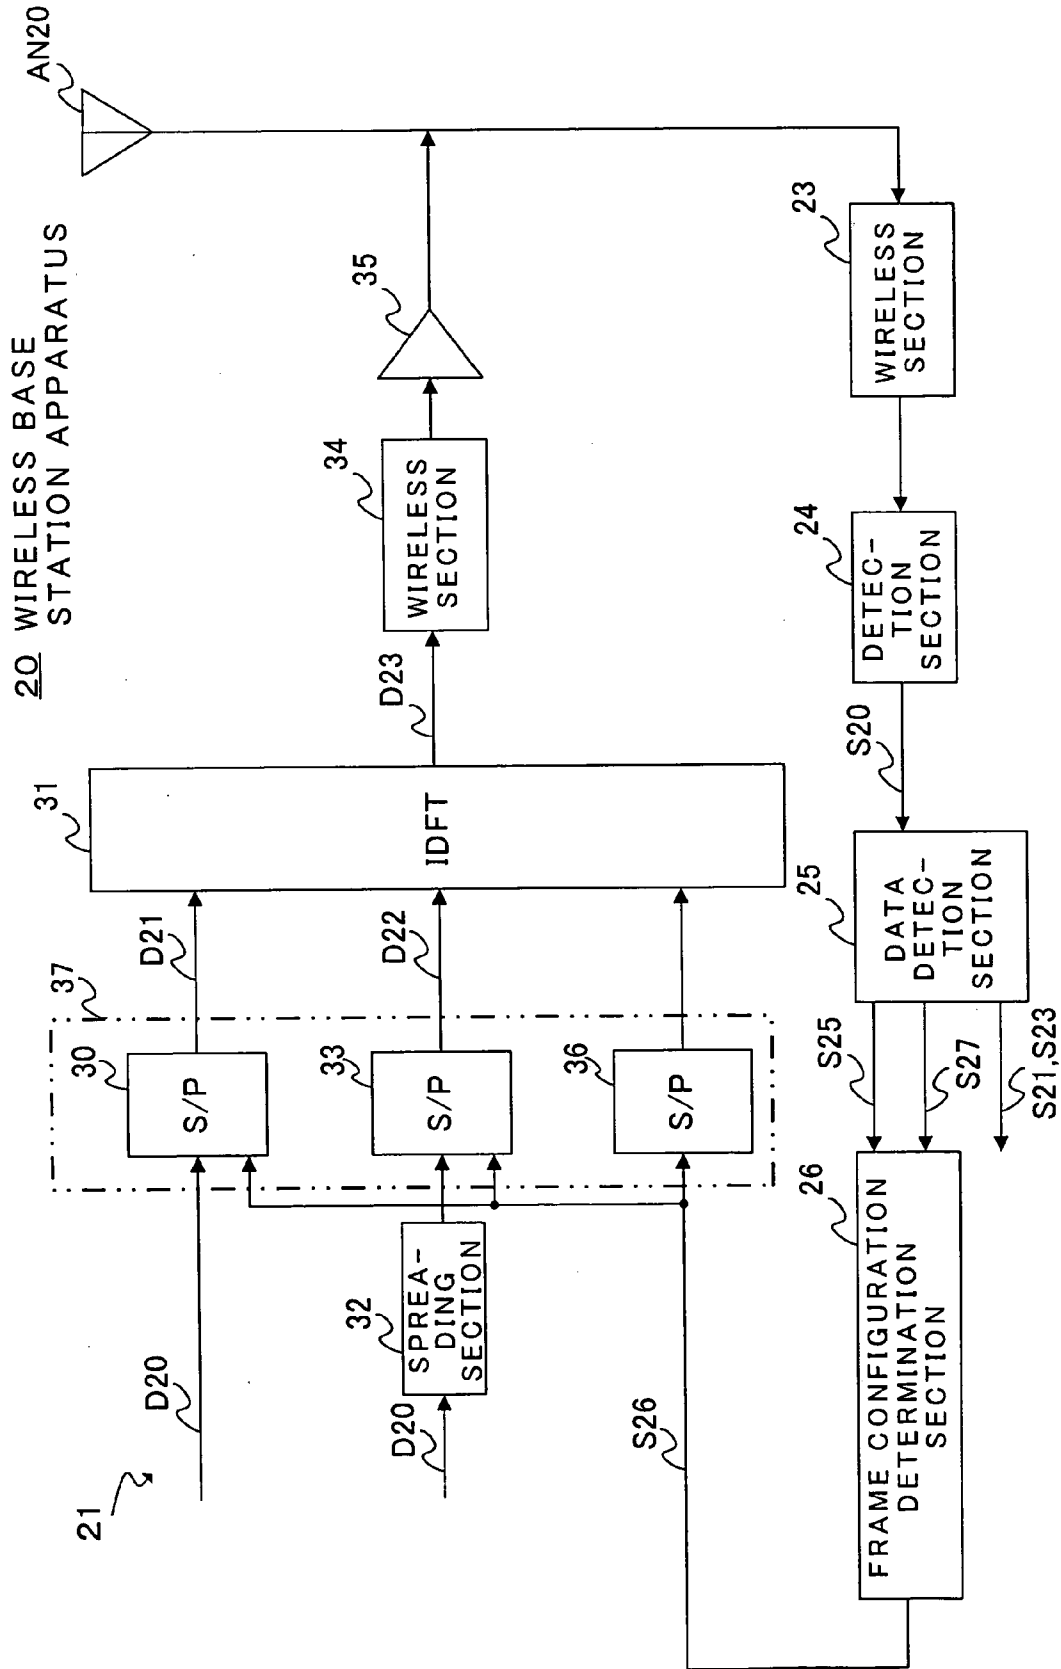 20 WIRELESS BASE
STATION APPARATUS
AN20
21
D20
30
S/P
37
D21
31
IDFT
D20
32
SPREA-
DING
SECTION
33
S/P
D22
D23
34
WIRELESS
SECTION
35
S26
36
S/P
26
FRAME CONFIGURATION
DETERMINATION
SECTION
S25
S27
S21,S23
25
DATA
DETEC-
TION
SECTION
S20
24
DETEC-
TION
SECTION
23
WIRELESS
SECTION